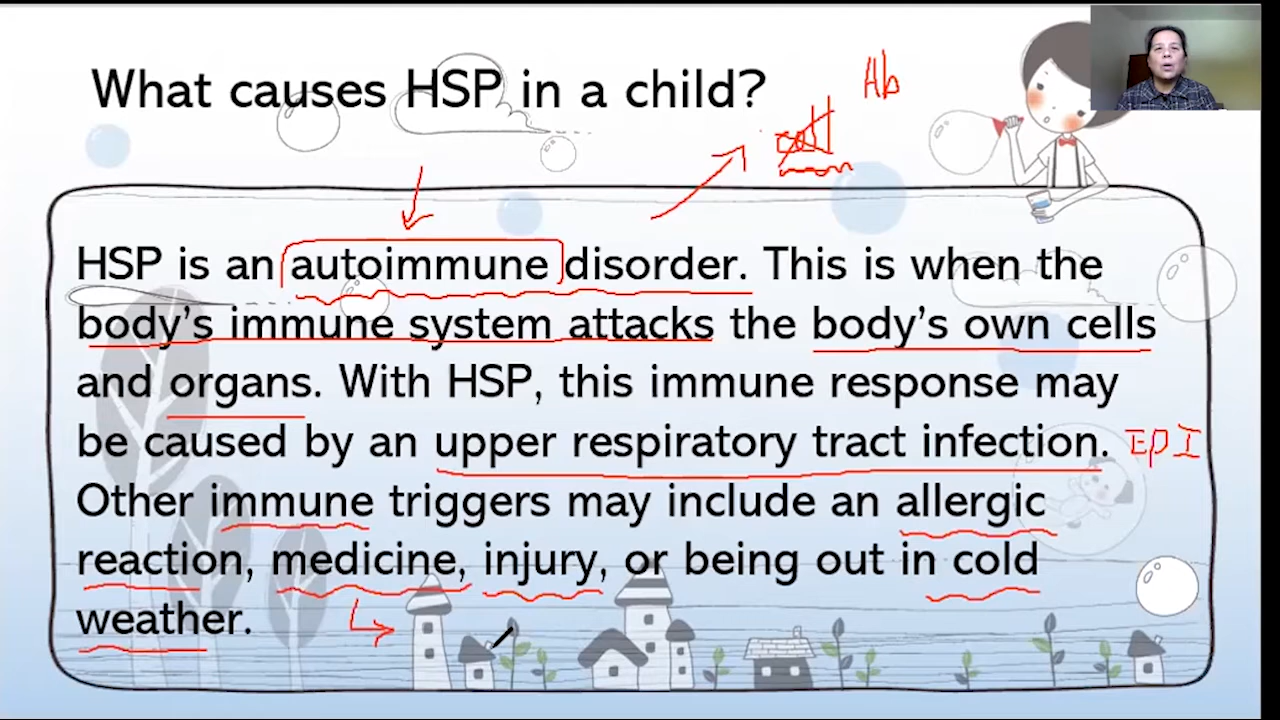 What causes HSP in a child?
Ab
HSP is an autoimmune disorder. This is when the
body's immune system attacks the body's own cells
and organs. With HSP, this immune response may
be caused by an upper respiratory tract infection. EPI
Other immune triggers may include an allergic
reaction, medicine, injury, or being out in cold
weather.